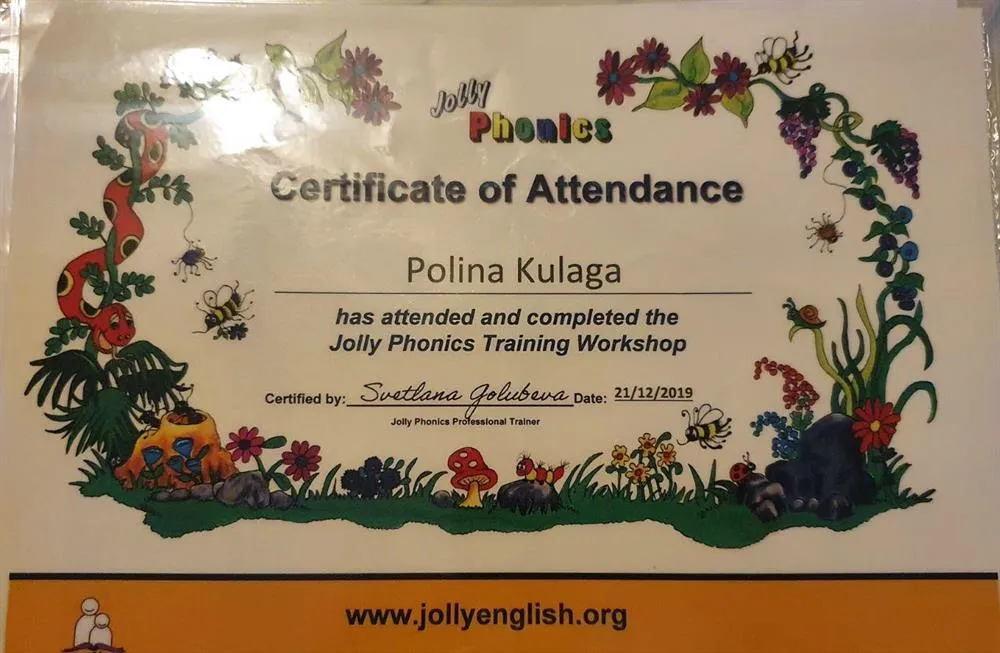 Jolly
Phonics
Certificate of Attendance
Polina Kulaga
has attended and completed the
Jolly Phonics Training Workshop
Certified by: Svetlana Golubeva Date: 21/12/2019
Jolly Phonics Professional Trainer
www.jollyenglish.org